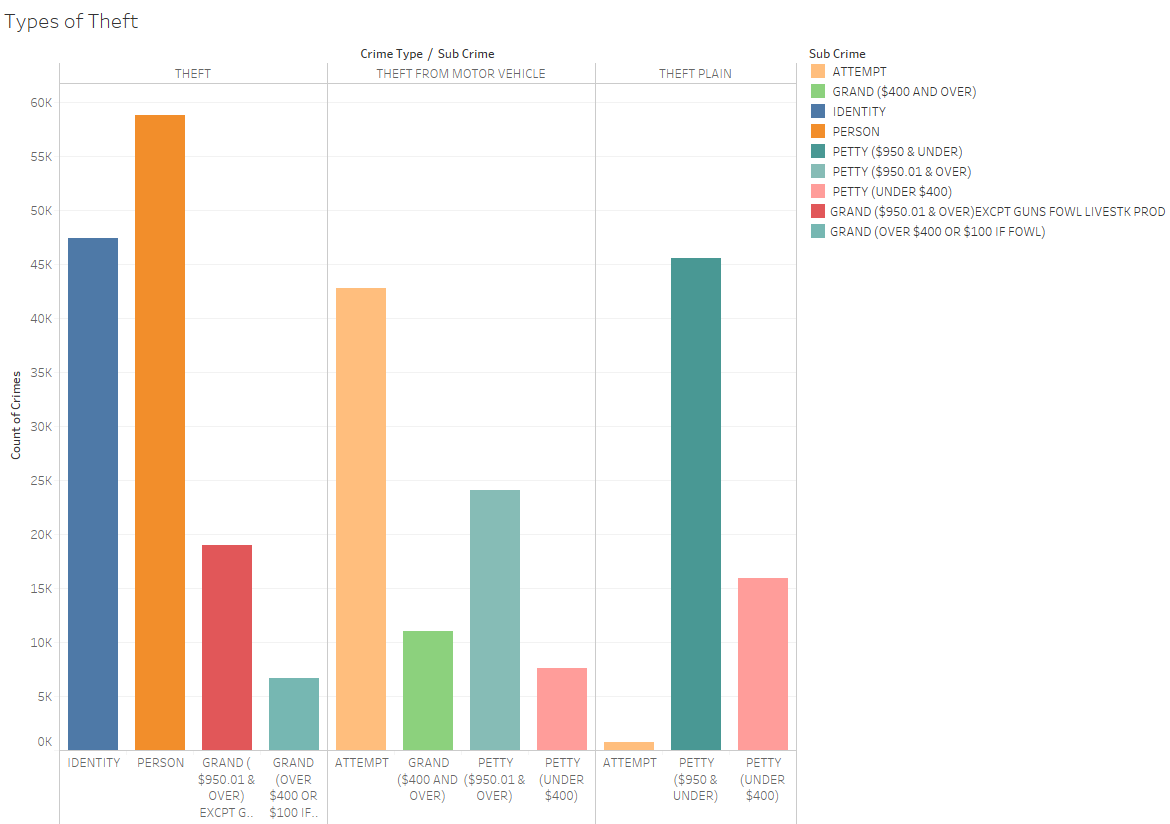 Types of Theft
Crime Type / Sub Crime
THEFT
THEFT FROM MOTOR VEHICLE
THEFT PLAIN
60K
55K
50K
45K
40K
35K
30K
25K
20K
15K
10K
5K
0K
Count of Crimes
IDENTITY
PERSON
GRAND (
$950.01 &
OVER)
EXCPT G..
GRAND
(OVER
$400 OR
$100 IF..
ATTEMPT
GRAND
($400 AND
OVER)
PETTY
($950.01 &
OVER)
PETTY
(UNDER
$400)
ATTEMPT
PETTY
($950 &
UNDER)
PETTY
(UNDER
$400)
Sub Crime
ATTEMPT
GRAND ($400 AND OVER)
IDENTITY
PERSON
PETTY ($950 & UNDER)
PETTY ($950.01 & OVER)
PETTY (UNDER $400)
GRAND ($950.01 & OVER)EXCPT GUNS FOWL LIVESTK PROD
GRAND (OVER $400 OR $100 IF FOWL)